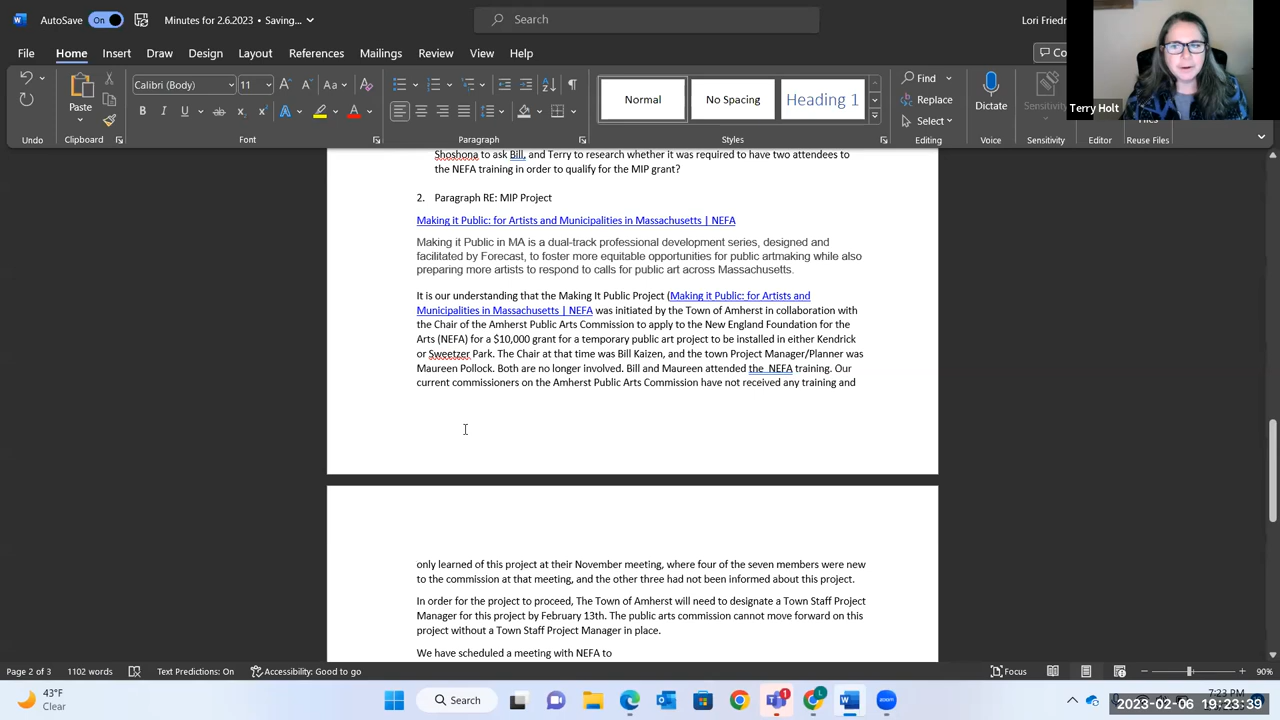 AutoSave On Minutes for 2.6.2023 • Saving... Search Lori Friedr
File Home Insert Draw Design Layout References Mailings Review View Help Co
Calibri (Body) 11 Aa
Paste
Normal No Spacing Heading 1
Find
Replace
Select
Dictate Sensitivity Files
Terry Holt
Undo Clipboard Font Paragraph Styles Editing Voice Sensitivity Editor Reuse Files
Shoshona to ask Bill, and Terry to research whether it was required to have two attendees to
the NEFA training in order to qualify for the MIP grant?
2. Paragraph RE: MIP Project
Making it Public: for Artists and Municipalities in Massachusetts | NEFA
Making it Public in MA is a dual-track professional development series, designed and
facilitated by Forecast, to foster more equitable opportunities for public artmaking while also
preparing more artists to respond to calls for public art across Massachusetts.
It is our understanding that the Making It Public Project (Making it Public: for Artists and
Municipalities in Massachusetts | NEFA was initiated by the Town of Amherst in collaboration with
the Chair of the Amherst Public Arts Commission to apply to the New England Foundation for the
Arts (NEFA) for a $10,000 grant for a temporary public art project to be installed in either Kendrick
or Sweetzer Park. The Chair at that time was Bill Kaizen, and the town Project Manager/Planner was
Maureen Pollock. Both are no longer involved. Bill and Maureen attended the NEFA training. Our
current commissioners on the Amherst Public Arts Commission have not received any training and
only learned of this project at their November meeting, where four of the seven members were new
to the commission at that meeting, and the other three had not been informed about this project.
In order for the project to proceed, The Town of Amherst will need to designate a Town Staff Project
Manager for this project by February 13th. The public arts commission cannot move forward on this
project without a Town Staff Project Manager in place.
We have scheduled a meeting with NEFA to
Page 2 of 3 1102 words Text Predictions: On Accessibility: Good to go Focus 90%
43°F
Clear
Search
7:23 PM
2023-02-06 19:23:39